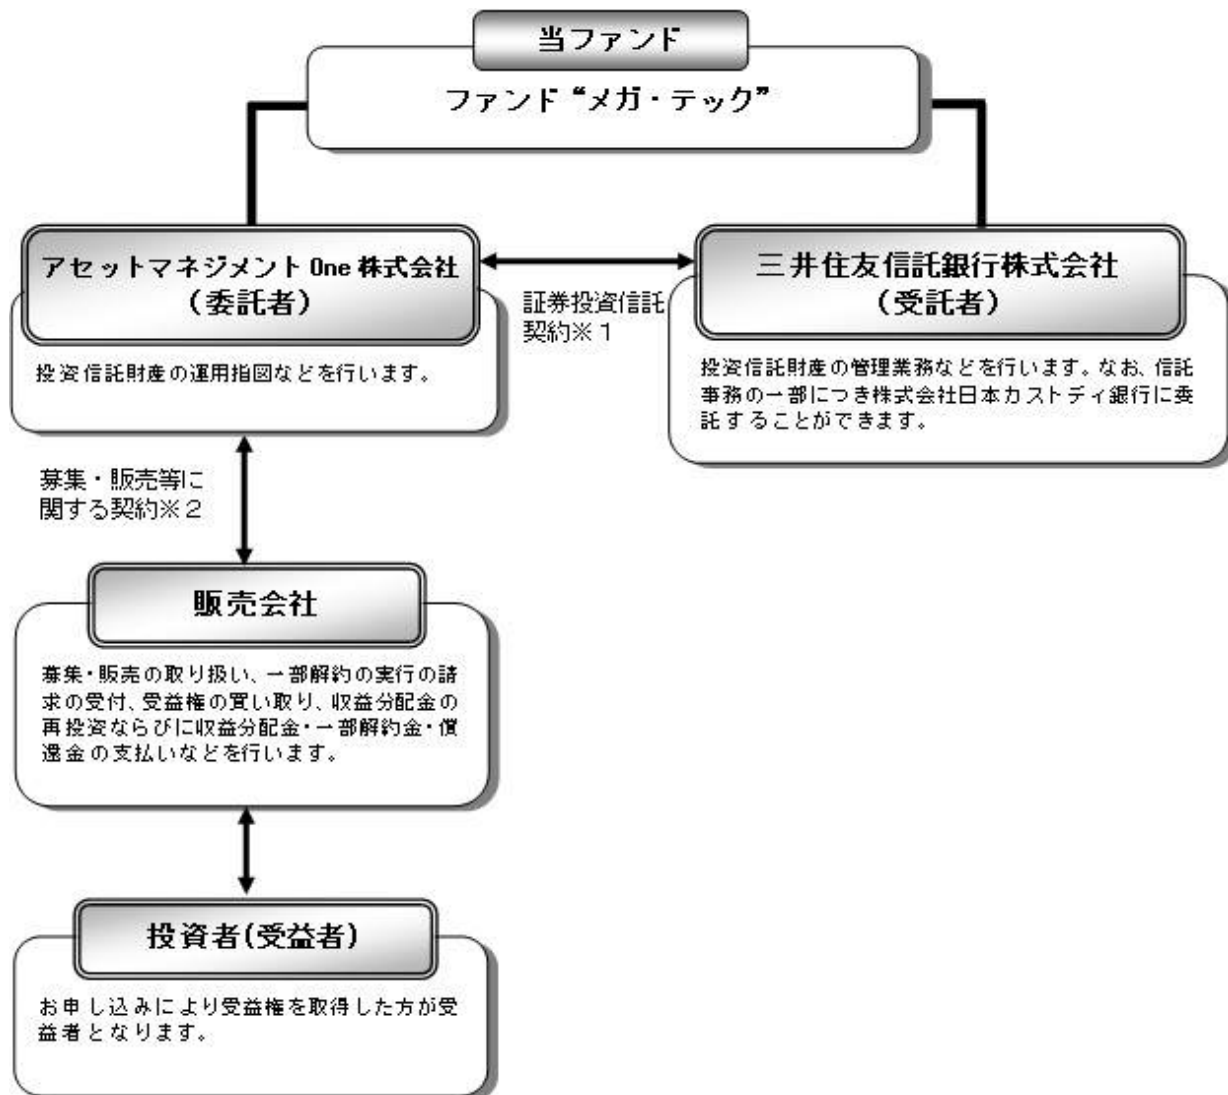 当ファンド
ファンド“メガ・テック”
アセットマネジメント One 株式会社
（委託者）
投資信託財産の運用指図などを行います。
証券投資信託
契約※１
三井住友信託銀行株式会社
（受託者）
投資信託財産の管理業務などを行います。なお、信託
事務の一部につき株式会社日本カストディ銀行に委
託することができます。
募集・販売等に
関する契約※２
販売会社
募集・販売の取り扱い、一部解約の実行の請
求の受付、受益権の買い取り、収益分配金の
再投資ならびに収益分配金・一部解約金・償
還金の支払いなどを行います。
投資者(受益者)
お申し込みにより受益権を取得した方が受
益者となります。